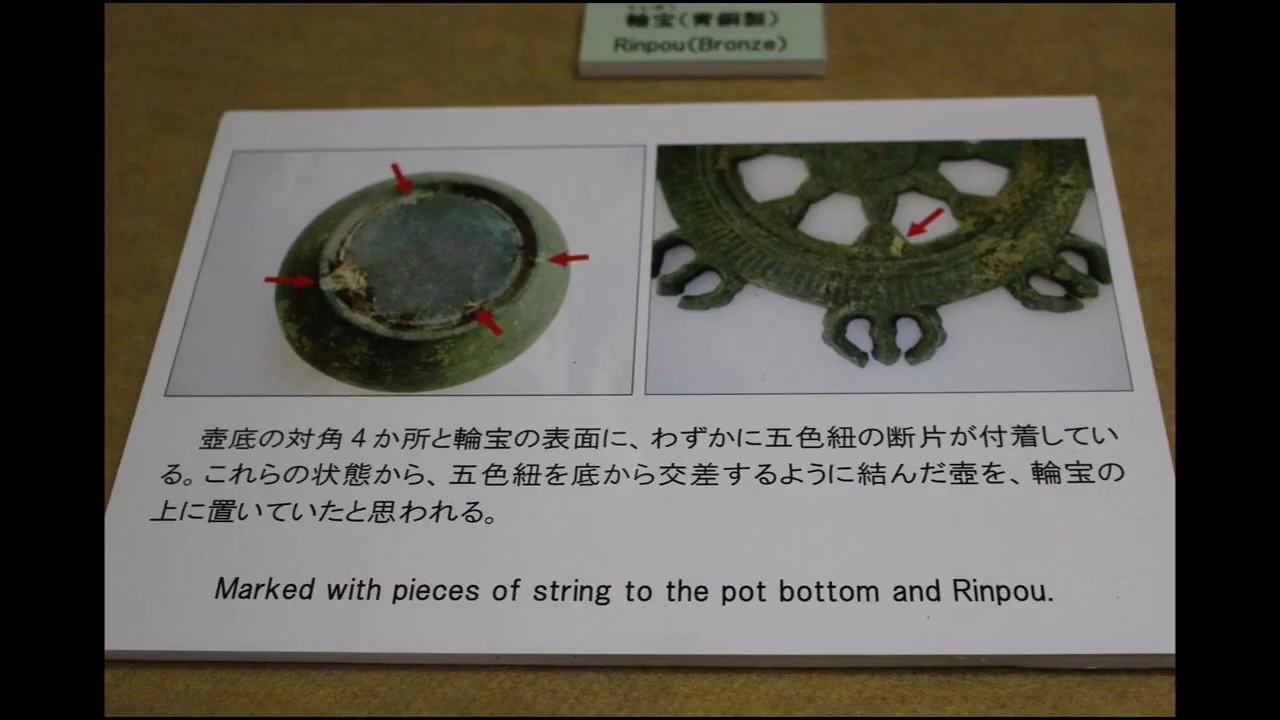 輪宝(青銅製)
Rinpou(Bronze)
壺底の対角4か所と輪宝の表面に、わずかに五色紐の断片が付着してい
る。これらの状態から、五色紐を底から交差するように結んだ壺を、輪宝の
上に置いていたと思われる。
Marked with pieces of string to the pot bottom and Rinpou.